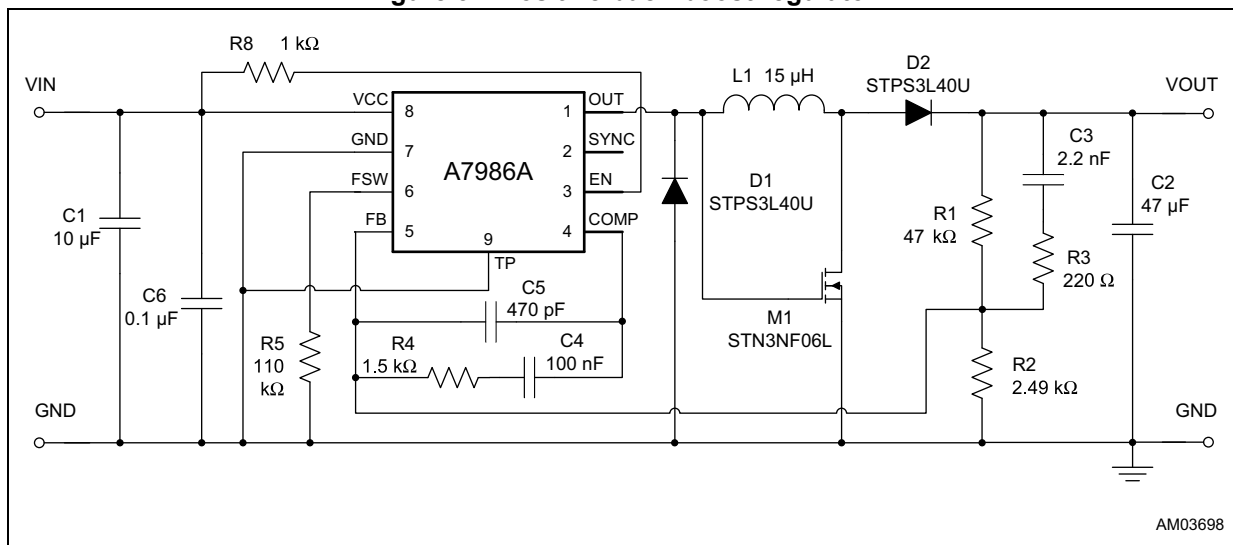 R8 1 kΩ
VIN
VCC
8
GND
7
FSW
6
FB
5
A7986A
9
TP
1
OUT
2
SYNC
3
EN
4
COMP
L1 15 µH
D2
STPS3L40U
VOUT
D1
STPS3L40U
M1
STN3NF06L
C3
2.2 nF
C2
47 µF
R1
47 kΩ
R3
220 Ω
R2
2.49 kΩ
C1
10 µF
C6
0.1 µF
R5
110
kΩ
C5
470 pF
R4
1.5 kΩ
C4
100 nF
GND
GND
AM03698